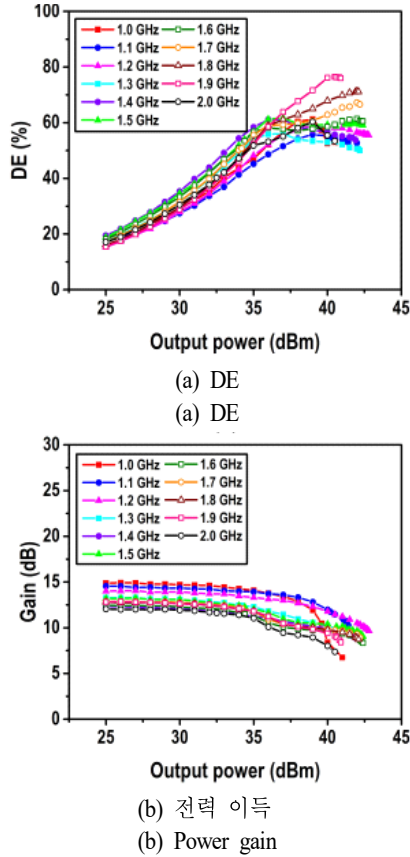 100
80
60
40
20
0
DE (%)
1.0 GHz 1.6 GHz
1.1 GHz 1.7 GHz
1.2 GHz 1.8 GHz
1.3 GHz 1.9 GHz
1.4 GHz 2.0 GHz
1.5 GHz
25 30 35 40 45
Output power (dBm)
(a) DE
(a) DE
30
25
20
15
10
5
0
Gain (dB)
1.0 GHz 1.6 GHz
1.1 GHz 1.7 GHz
1.2 GHz 1.8 GHz
1.3 GHz 1.9 GHz
1.4 GHz 2.0 GHz
1.5 GHz
25 30 35 40 45
Output power (dBm)
(b) 전력 이득
(b) Power gain